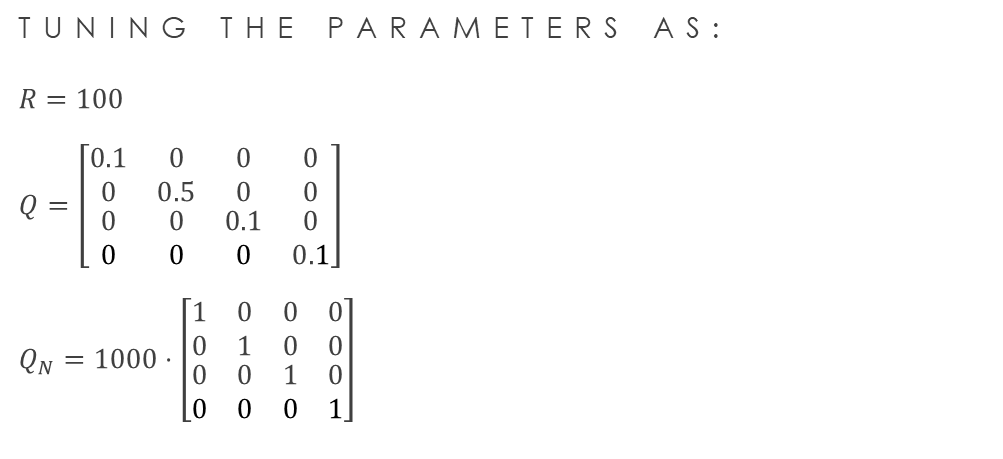 TUNING THE PARAMETERS AS:
R = 100
Q = [0.1 0 0 0
0 0.5 0 0
0 0 0.1 0
0 0 0 0.1]
Q_N = 1000 · [1 0 0 0
0 1 0 0
0 0 1 0
0 0 0 1]